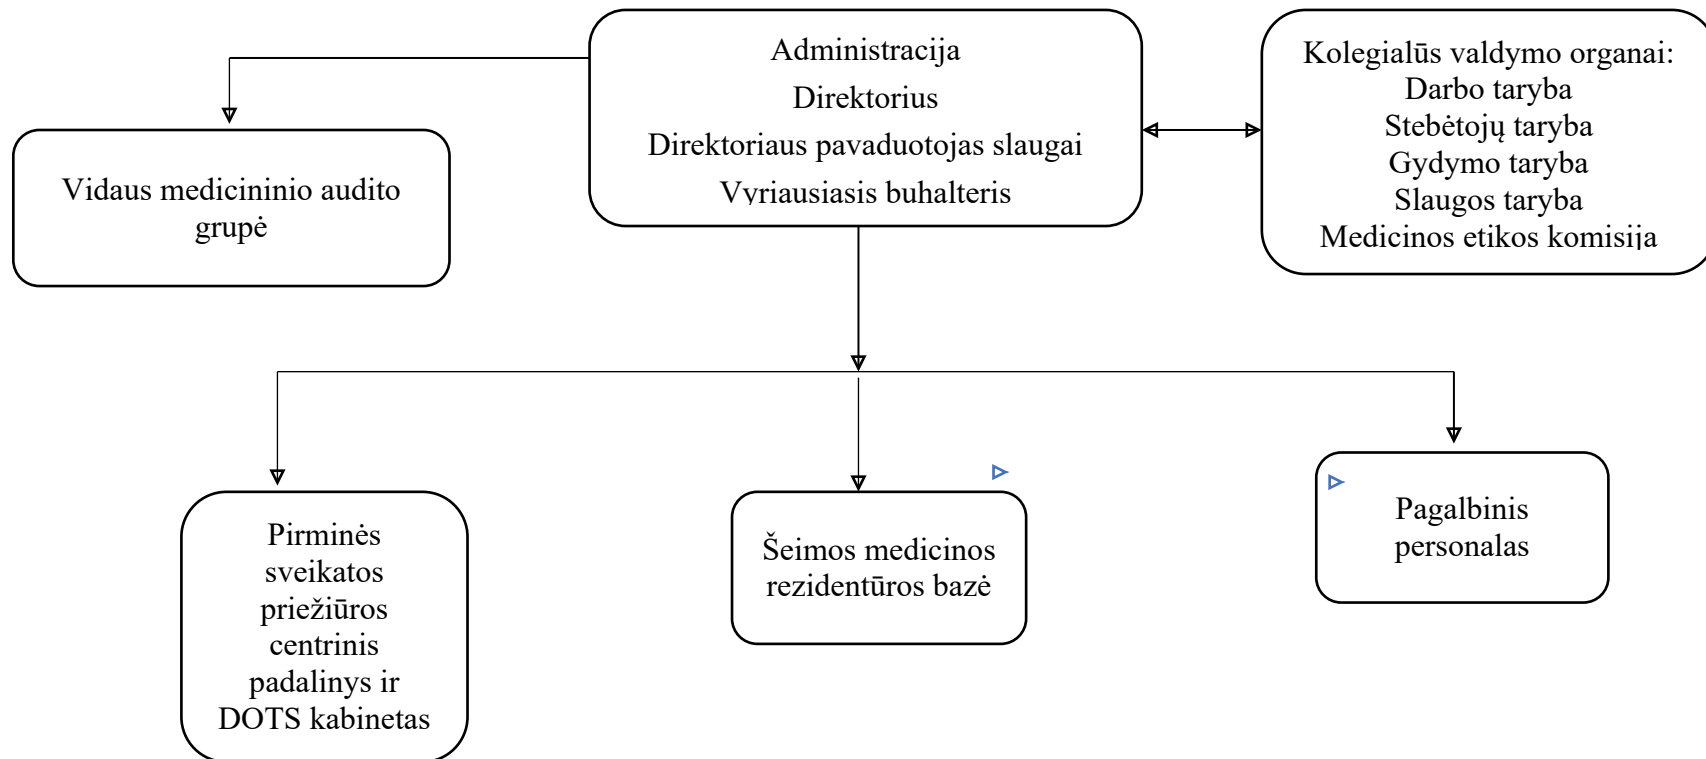 Administracija
Direktorius
Direktoriaus pavaduotojas slaugai
Vyriausiasis buhalteris
Kolegialūs valdymo organai:
Darbo taryba
Stebėtojų taryba
Gydymo taryba
Slaugos taryba
Medicinos etikos komisija
Vidaus medicininio audito
grupė
Pirminės
sveikatos
priežiūros
centrinis
padalinys ir
DOTS kabinetas
Šeimos medicinos
rezidentūros bazė
Pagalbinis
personalas